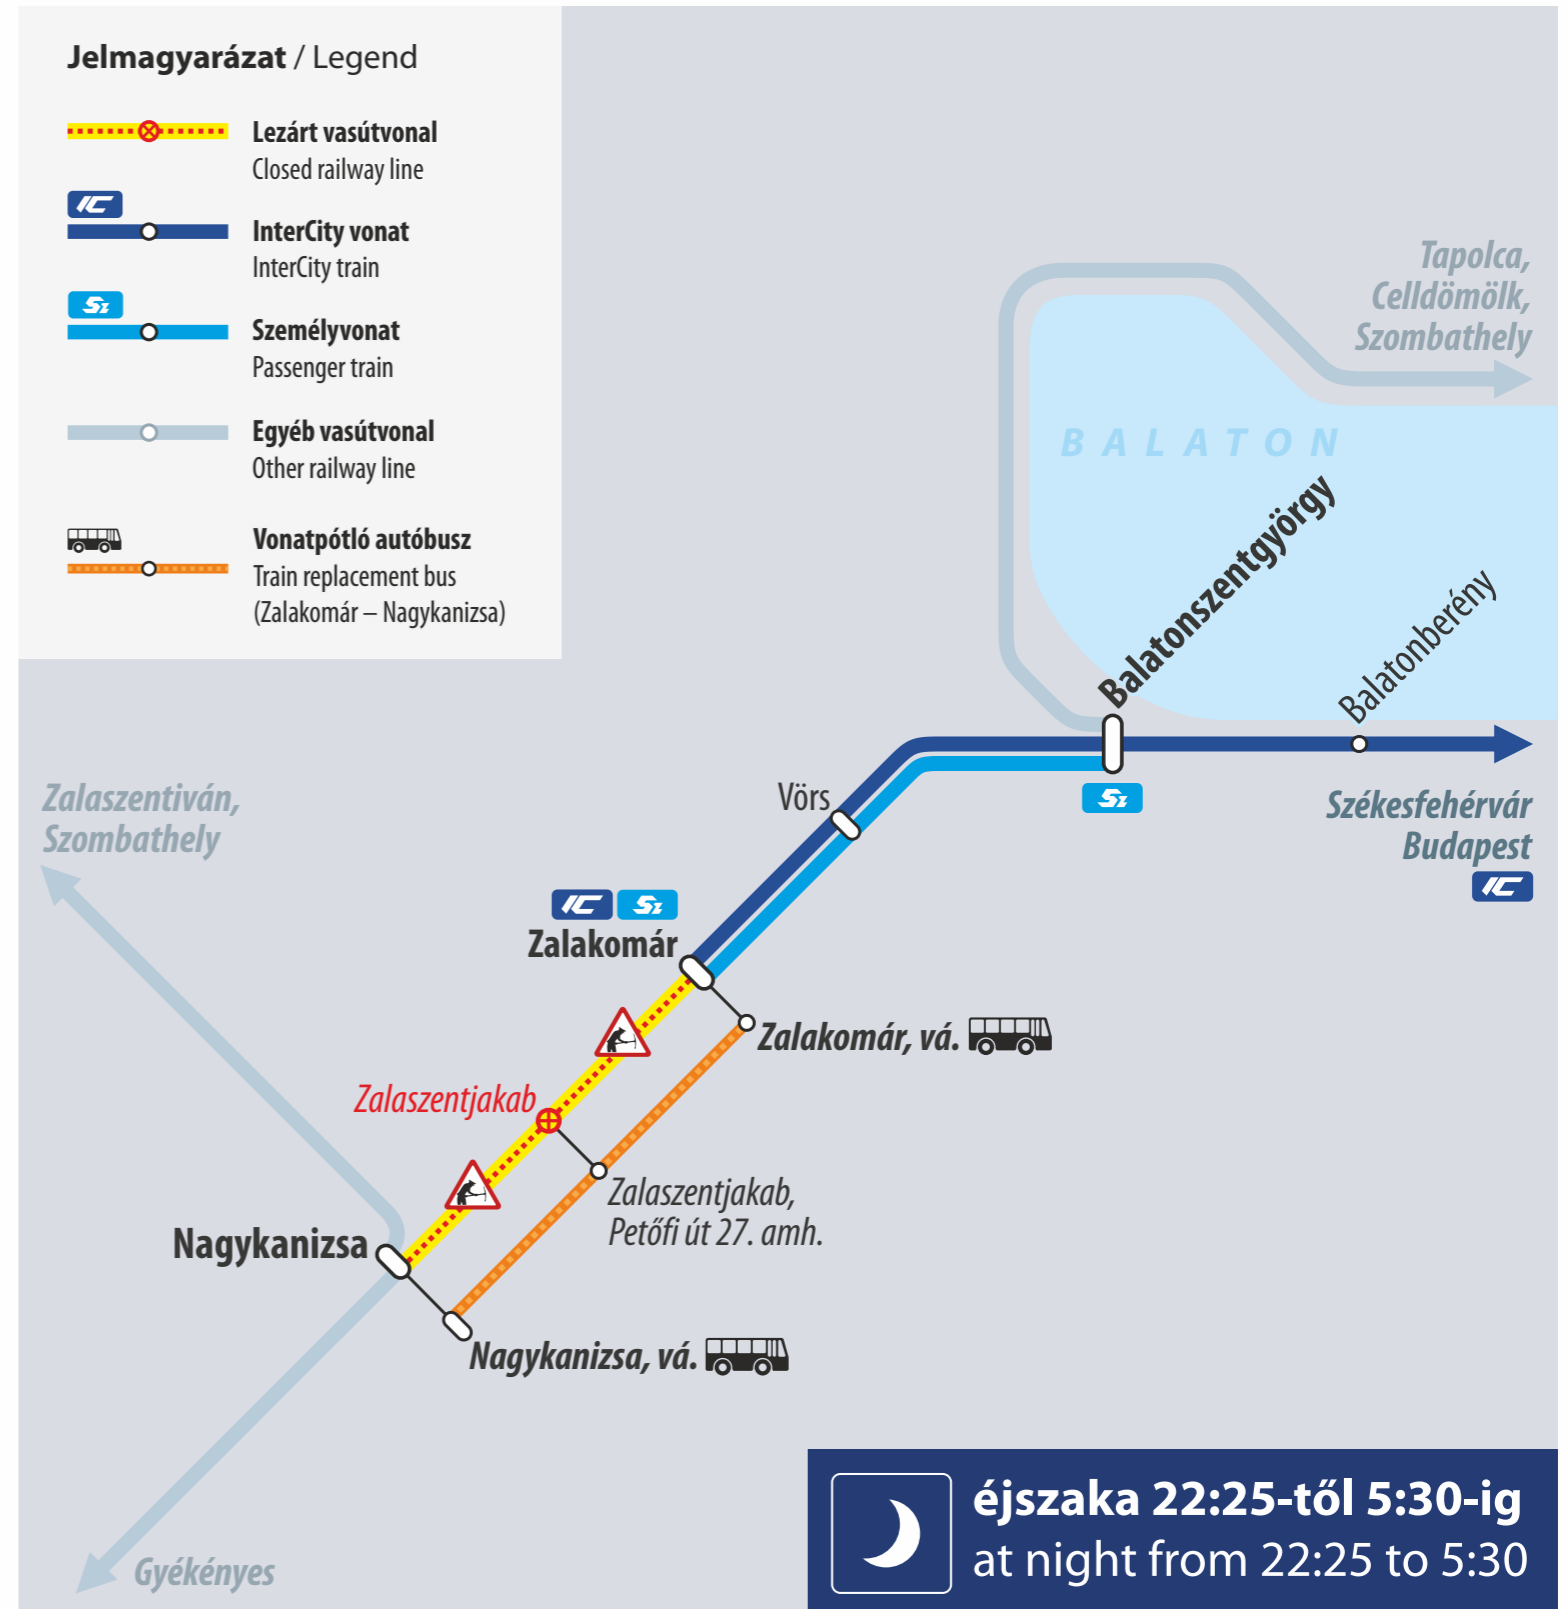 Jelmagyarázat / Legend
Lezárt vasútvonal
Closed railway line
IC
InterCity vonat
InterCity train
Sz
Személyvonat
Passenger train
Egyéb vasútvonal
Other railway line
Vonatpótló autóbusz
Train replacement bus
(Zalakomár – Nagykanizsa)
Tapolca,
Celldömölk,
Szombathely
BALATON
Balatonszentgyörgy
Balatonberény
Sz
Székesfehérvár
Budapest
IC
Vörs
Zalaszentiván,
Szombathely
IC Sz
Zalakomár
Zalakomár, vá.
Zalaszentjakab
Zalaszentjakab,
Petőfi út 27. amh.
Nagykanizsa
Nagykanizsa, vá.
Gyékényes
éjszaka 22:25-től 5:30-ig
at night from 22:25 to 5:30